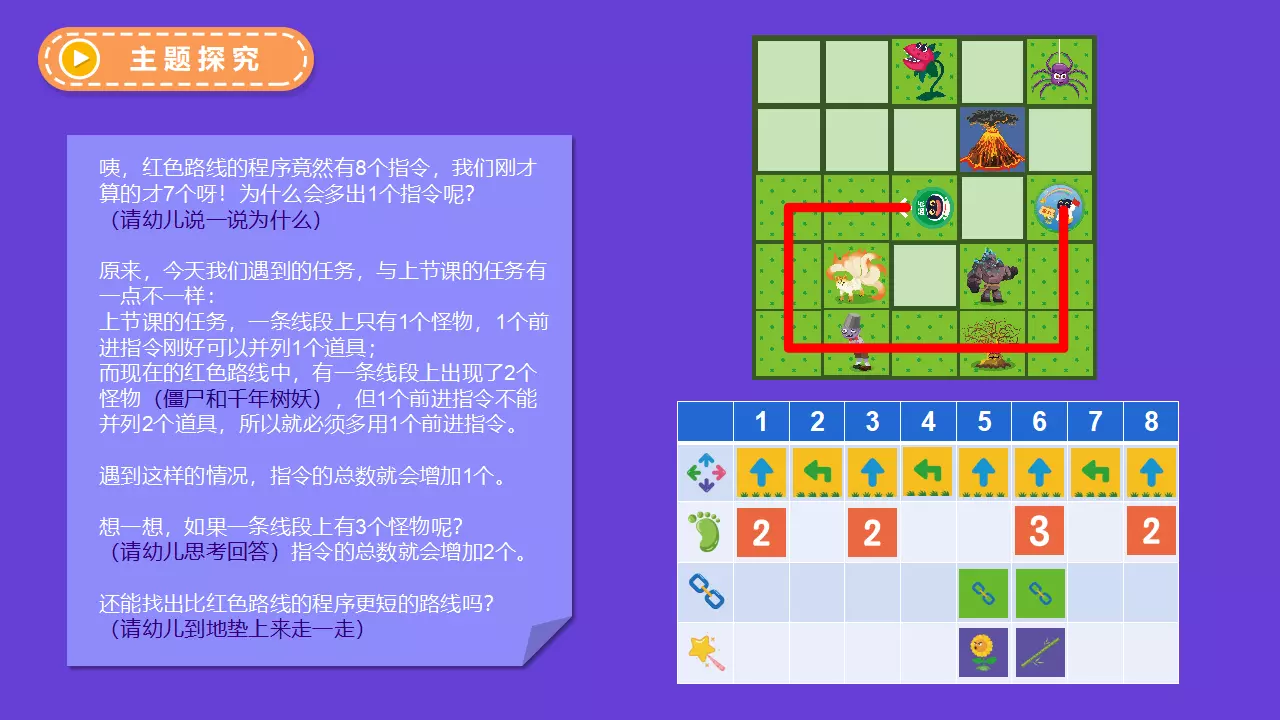 主题探究
咦，红色路线的程序竟然有8个指令，我们刚才
算的才7个呀！为什么会多出1个指令呢?
（请幼儿说一说为什么）
原来，今天我们遇到的任务，与上节课的任务有
一点不一样：
上节课的任务，一条线段上只有1个怪物，1个前
进指令刚好可以并列1个道具；
而现在的红色路线中，有一条线段上出现了2个
怪物（僵尸和千年树妖），但1个前进指令不能
并列2个道具，所以就必须多用1个前进指令。
遇到这样的情况，指令的总数就会增加1个。
想一想，如果一条线段上有3个怪物呢?
（请幼儿思考回答）指令的总数就会增加2个。
还能找出比红色路线的程序更短的路线吗?
（请幼儿到地垫上来走一走）
1 2 3 4 5 6 7 8
2 2 3 2